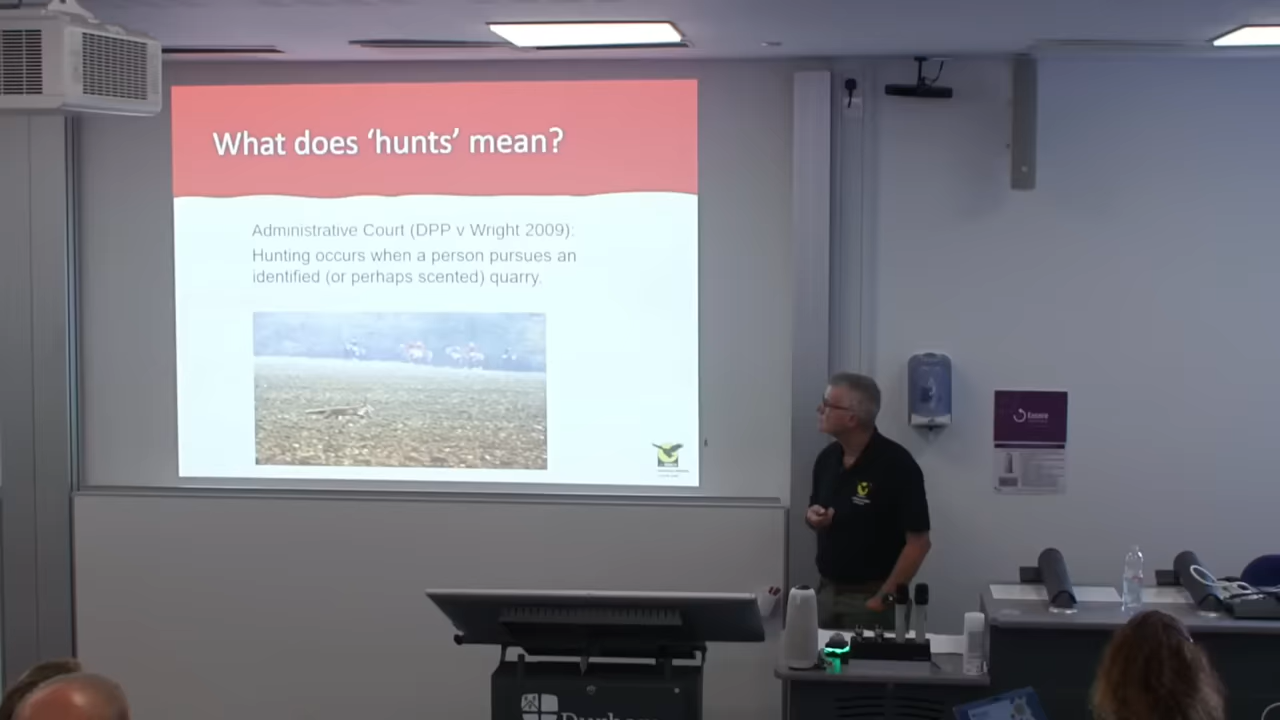 What does ‘hunts’ mean?
Administrative Court (DPP v Wright 2009):
Hunting occurs when a person pursues an
identified (or perhaps scented) quarry.